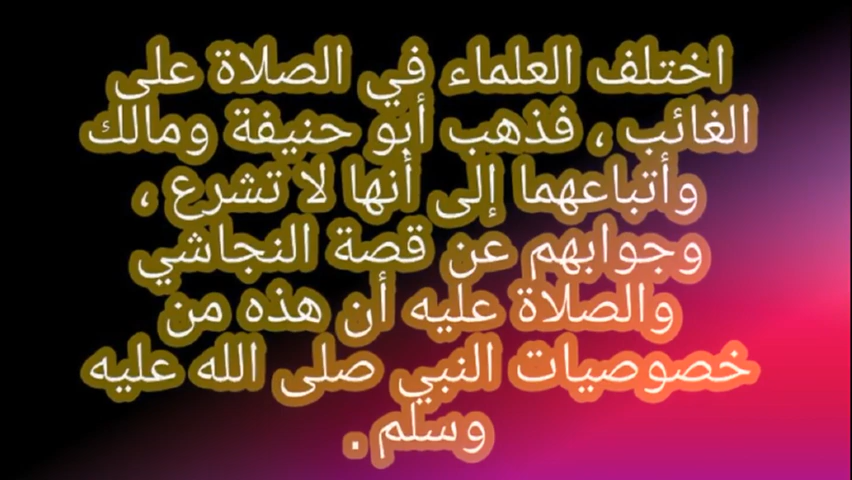 اختلف العلماء في الصلاة على
الغائب ، فذهب أبو حنيفة ومالك
وأتباعهما إلى أنها لا تشرع ،
وجوابهم عن قصة النجاشي
والصلاة عليه أن هذه من
خصوصيات النبي صلى الله عليه
وسلم .